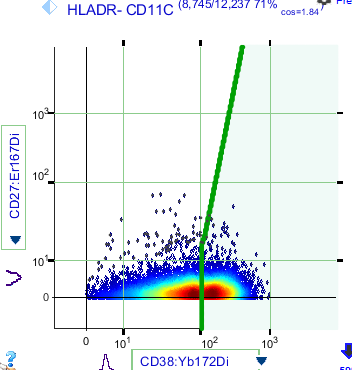 HLADR- CD11C (8,745/12,237 71%
cos=1.84
CD27:Er167Di
10³
10²
10¹
0
0 10¹ 10² 10³
CD38:Yb172Di